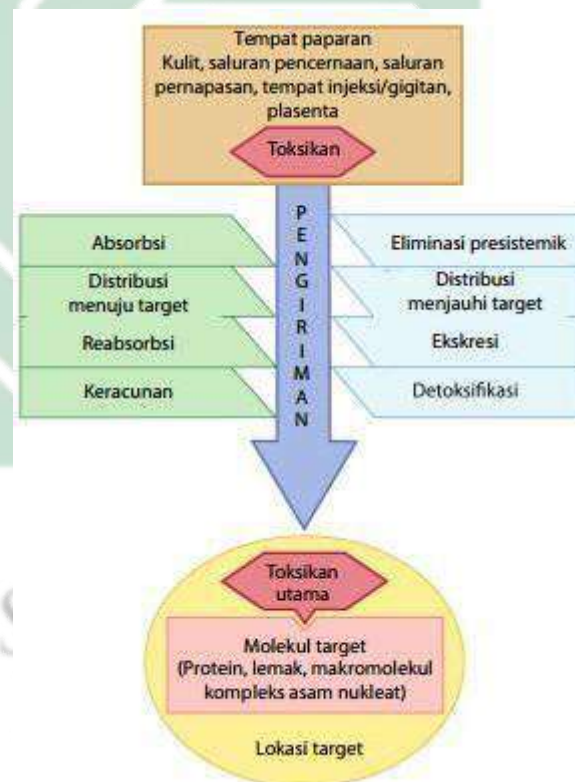 Tempat paparan
Kulit, saluran pencernaan, saluran
pernapasan, tempat injeksi/gigitan,
plasenta
Toksikan
PENGIRIMAN
Absorbsi
Distribusi
menuju target
Reabsorbsi
Keracunan
Eliminasi presistemik
Distribusi
menjauhi target
Ekskresi
Detoksifikasi
Toksikan
utama
Molekul target
(Protein, lemak, makromolekul
kompleks asam nukleat)
Lokasi target